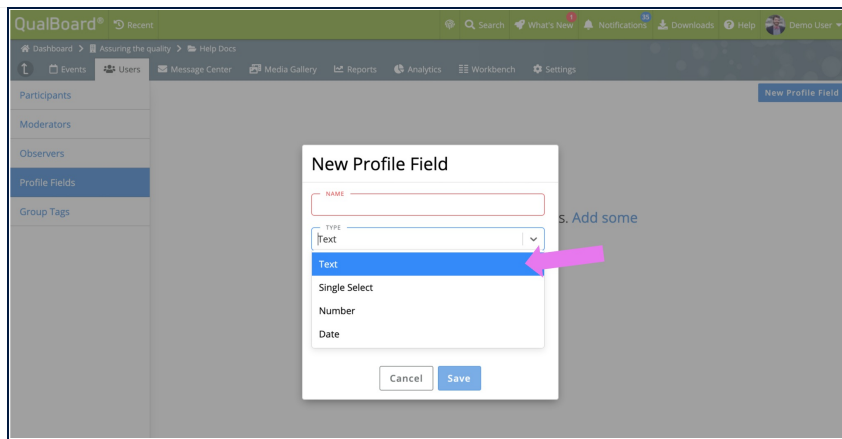 QualBoard® Recent Search What's New 1 Notifications 35 Downloads Help Demo User
Dashboard > Assuring the quality > Help Docs
Events Users Message Center Media Gallery Reports Analytics Workbench Settings
Participants
New Profile Field
Moderators
Observers
Profile Fields
Group Tags
s. Add some
New Profile Field
NAME
TYPE
Text
Text
Single Select
Number
Date
Cancel Save